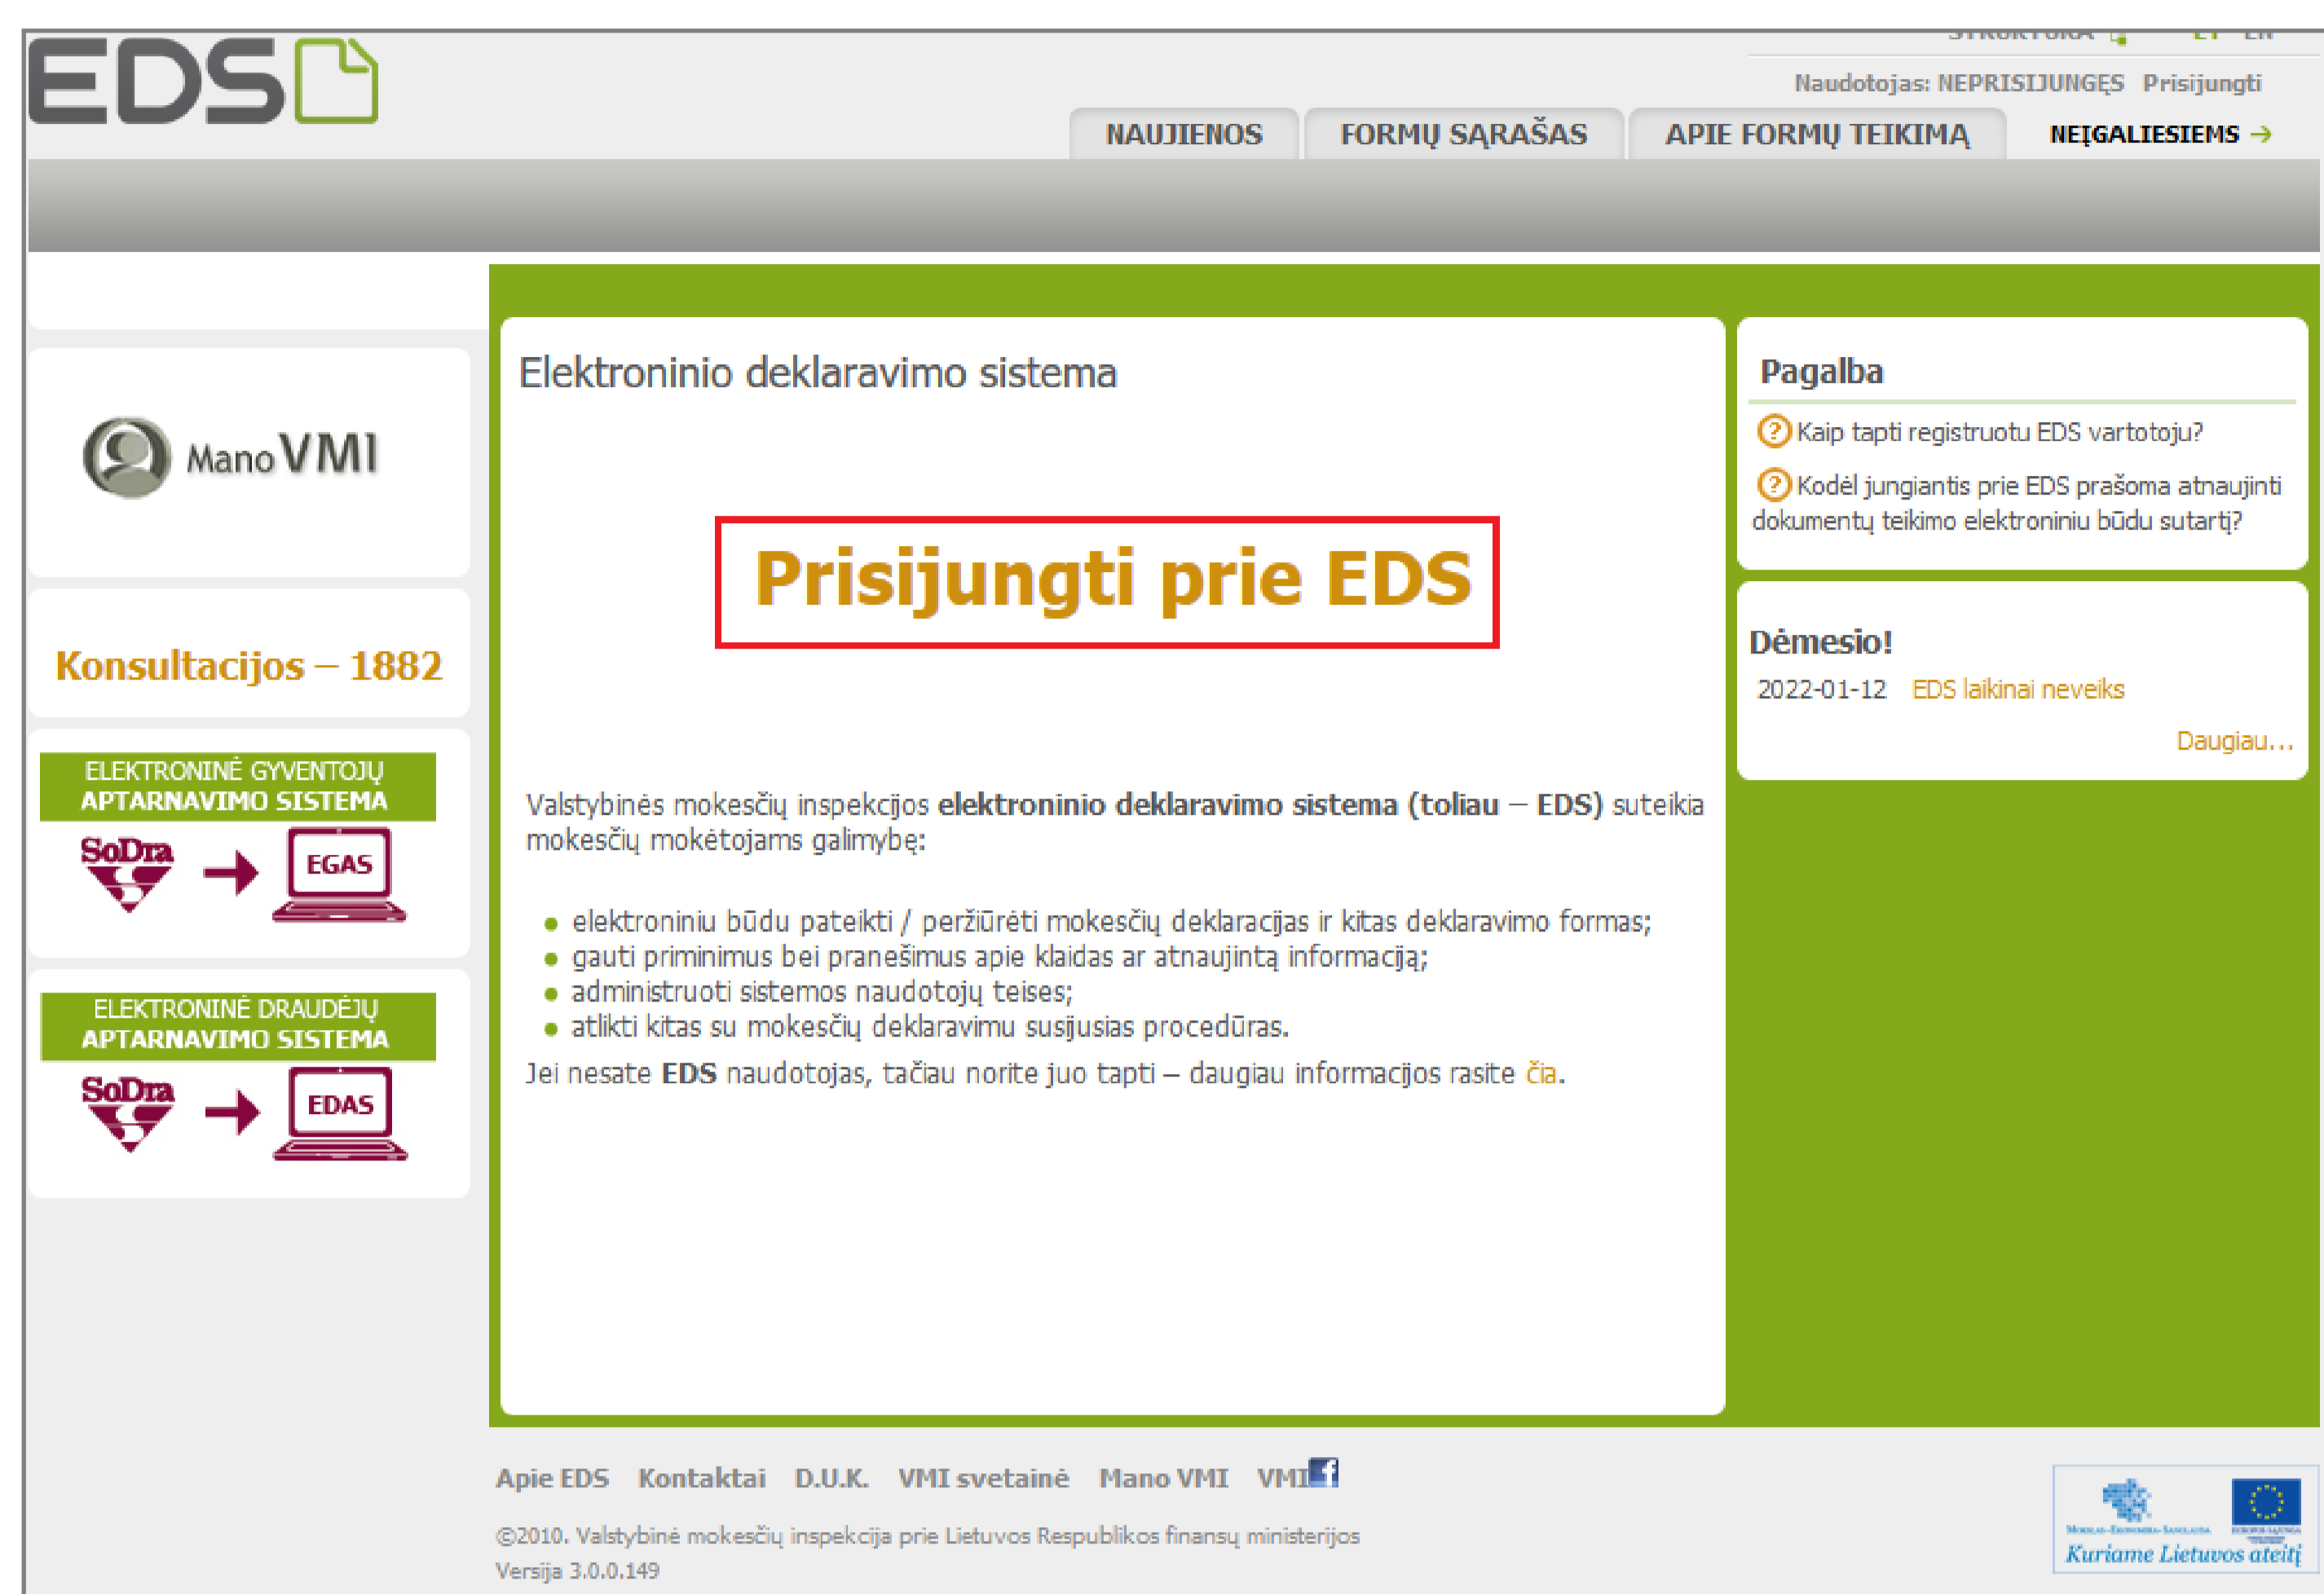 EDS
STRUKTŪRA LT EN
Naudotojas: NEPRISIJUNGĘS Prisijungti
NAUJIENOS FORMŲ SĄRAŠAS APIE FORMŲ TEIKIMĄ NEĮGALIESIEMS →
Mano VMI
Konsultacijos – 1882
ELEKTRONINĖ GYVENTOJŲ
APTARNAVIMO SISTEMA
SoDra → EGAS
ELEKTRONINĖ DRAUDĖJŲ
APTARNAVIMO SISTEMA
SoDra → EDAS
Elektroninio deklaravimo sistema
Prisijungti prie EDS
Valstybinės mokesčių inspekcijos elektroninio deklaravimo sistema (toliau – EDS) suteikia
mokesčių mokėtojams galimybę:
• elektroniniu būdu pateikti / peržiūrėti mokesčių deklaracijas ir kitas deklaravimo formas;
• gauti priminimus bei pranešimus apie klaidas ar atnaujintą informaciją;
• administruoti sistemos naudotojų teises;
• atlikti kitas su mokesčių deklaravimu susijusias procedūras.
Jei nesate EDS naudotojas, tačiau norite juo tapti – daugiau informacijos rasite čia.
Pagalba
? Kaip tapti registruotu EDS vartotoju?
? Kodėl jungiantis prie EDS prašoma atnaujinti
dokumentų teikimo elektroniniu būdu sutartį?
Dėmesio!
2022-01-12 EDS laikinai neveiks
Daugiau...
Apie EDS Kontaktai D.U.K. VMI svetainė Mano VMI VMI f
©2010. Valstybinė mokesčių inspekcija prie Lietuvos Respublikos finansų ministerijos
Versija 3.0.0.149
Kuriame Lietuvos ateitį